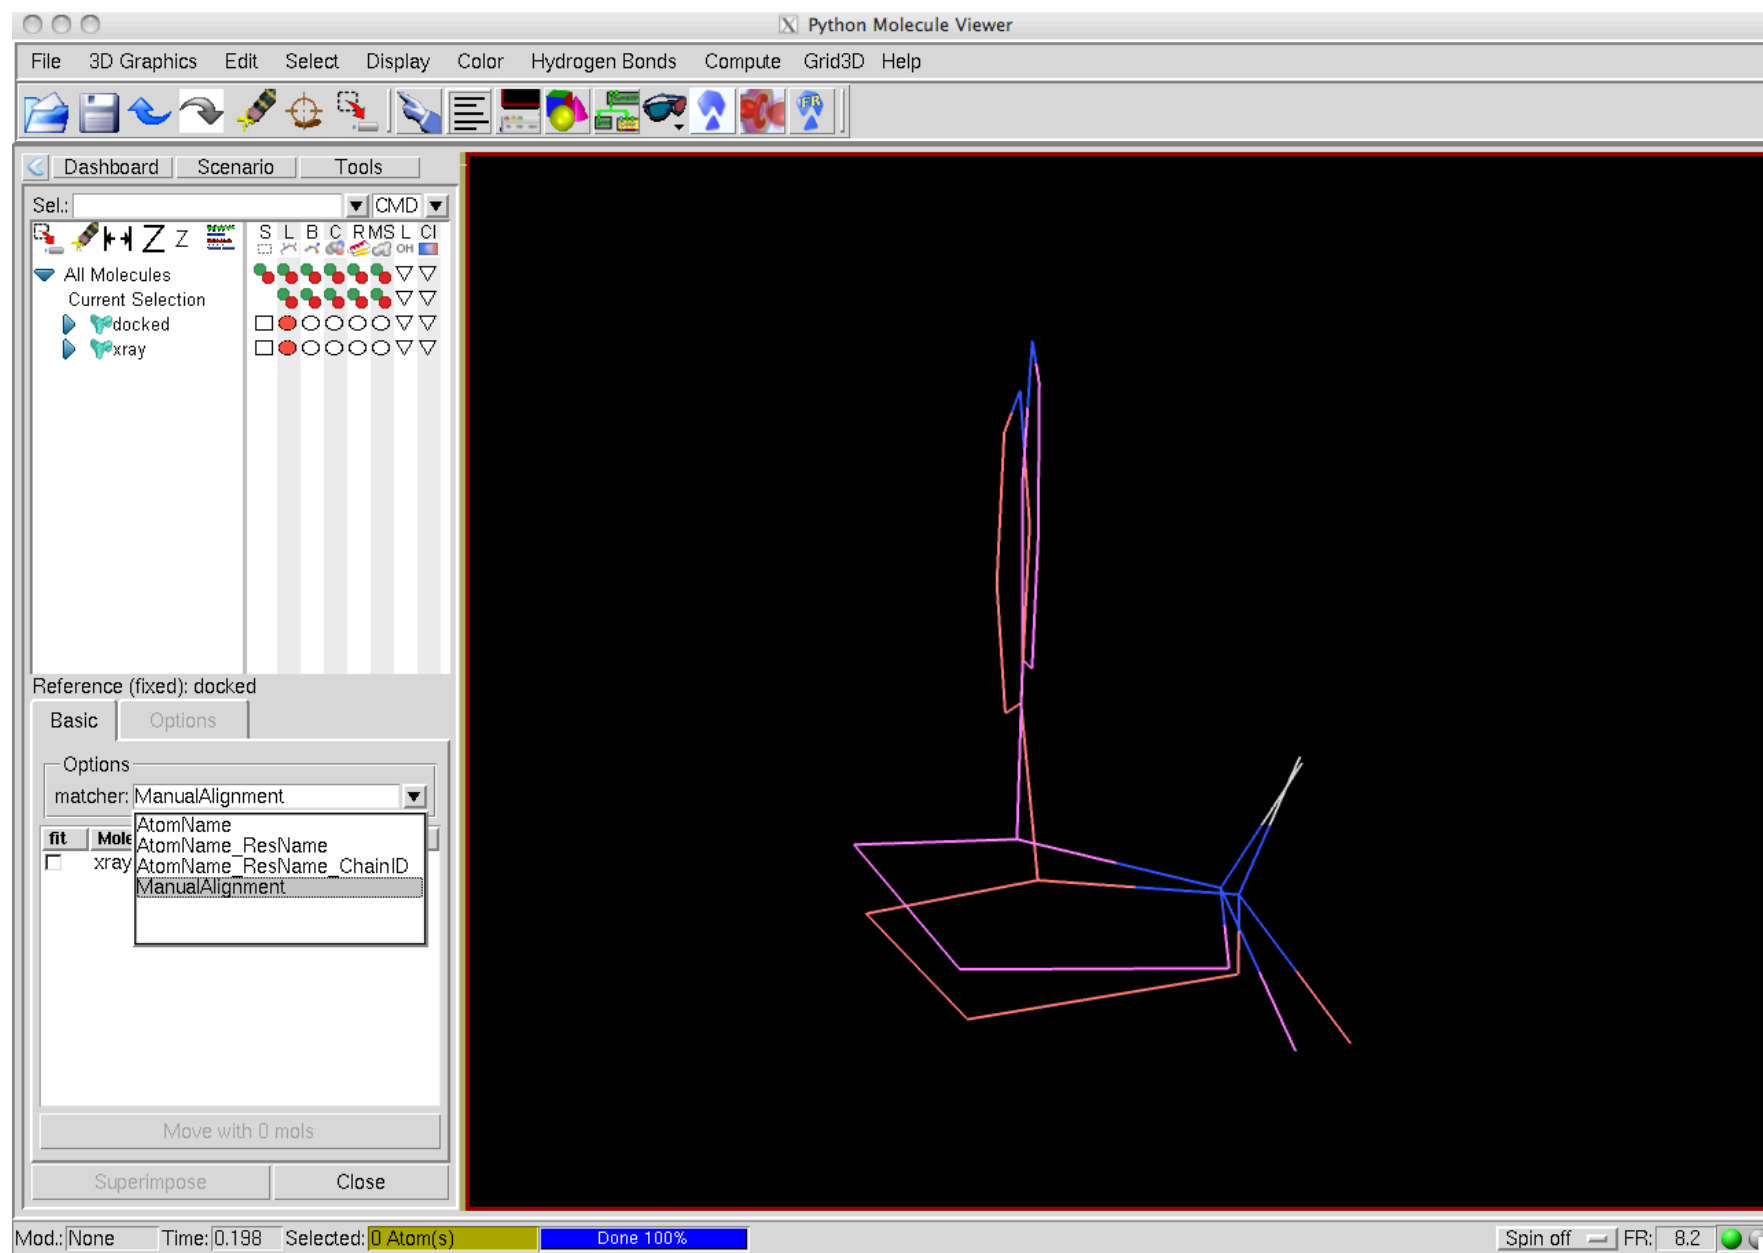 X Python Molecule Viewer
File 3D Graphics Edit Select Display Color Hydrogen Bonds Compute Grid3D Help
Dashboard Scenario Tools
Sel.: CMD
Z Z S L B C R MS L Cl
OH
All Molecules
Current Selection
docked
xray
Reference (fixed): docked
Basic Options
Options
matcher: ManualAlignment
AtomName
fit Mole AtomName_ResName
xray AtomName_ResName_ChainID
ManualAlignment
Move with 0 mols
Superimpose Close
Mod.: None Time: 0.198 Selected: 0 Atom(s) Done 100% Spin off FR: 8.2